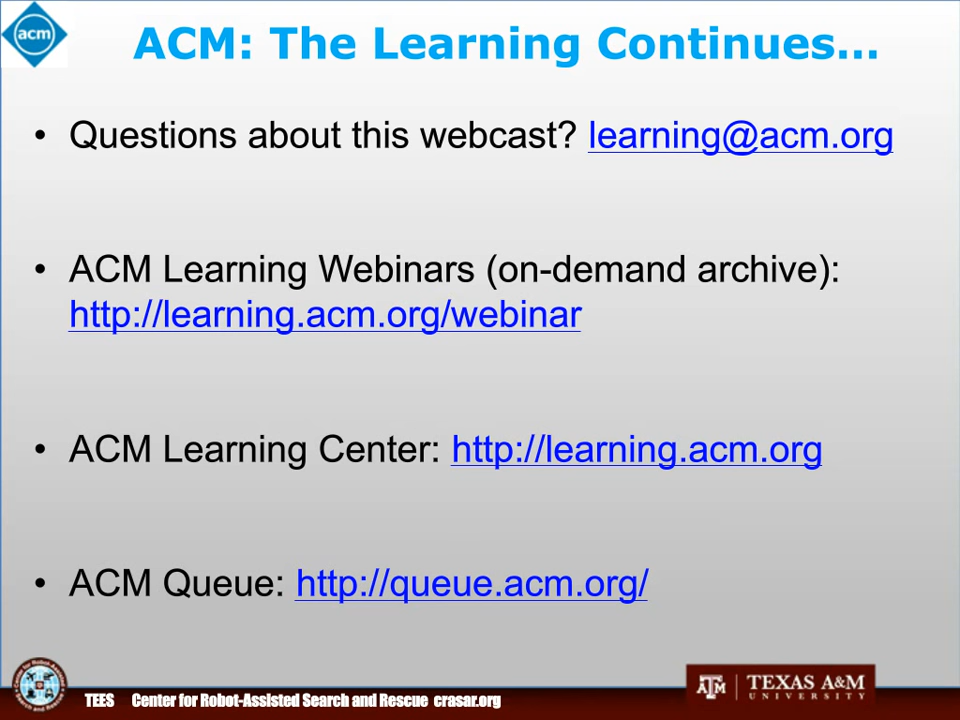 acm
ACM: The Learning Continues...
• Questions about this webcast? learning@acm.org
• ACM Learning Webinars (on-demand archive):
http://learning.acm.org/webinar
• ACM Learning Center: http://learning.acm.org
• ACM Queue: http://queue.acm.org/
TEES Center for Robot-Assisted Search and Rescue crasar.org
ATM TEXAS A&M
UNIVERSITY